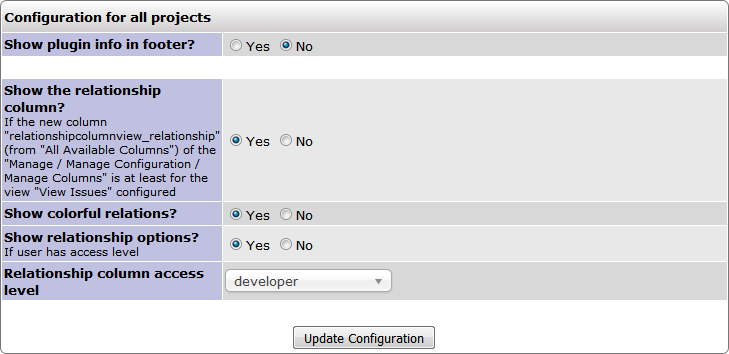 Configuration for all projects
Show plugin info in footer?
Yes No
Show the relationship
column?
If the new column
"relationshipcolumnview_relationship"
(from "All Available Columns") of the
"Manage / Manage Configuration /
Manage Columns" is at least for the
view "View Issues" configured
Yes No
Show colorful relations?
Yes No
Show relationship options?
If user has access level
Yes No
Relationship column access
level
developer
Update Configuration